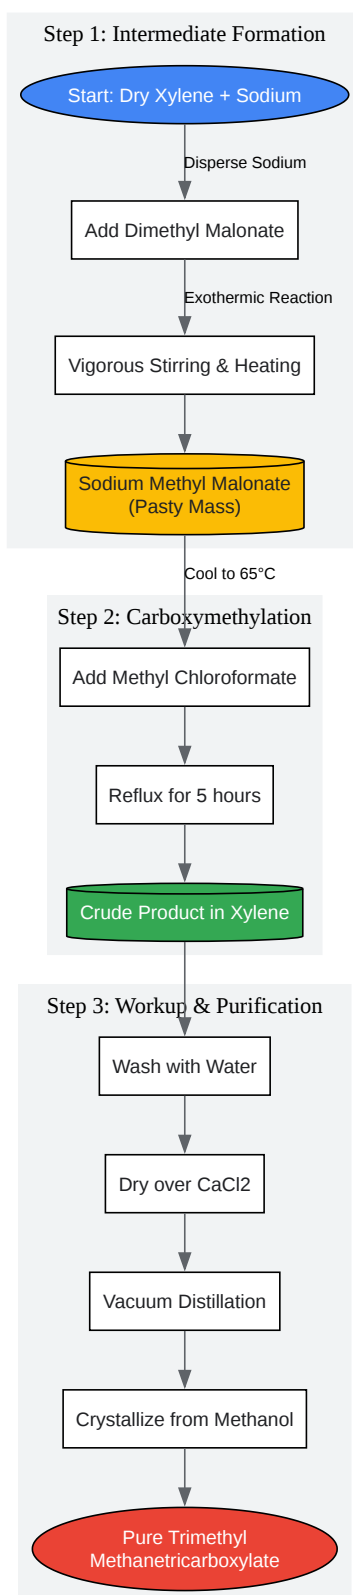 Step 1: Intermediate Formation
Start: Dry Xylene + Sodium
Disperse Sodium
Add Dimethyl Malonate
Exothermic Reaction
Vigorous Stirring & Heating
Sodium Methyl Malonate
(Pasty Mass)
Cool to 65°C
Step 2: Carboxymethylation
Add Methyl Chloroformate
Reflux for 5 hours
Crude Product in Xylene
Step 3: Workup & Purification
Wash with Water
Dry over CaCl2
Vacuum Distillation
Crystallize from Methanol
Pure Trimethyl
Methanetricarboxylate